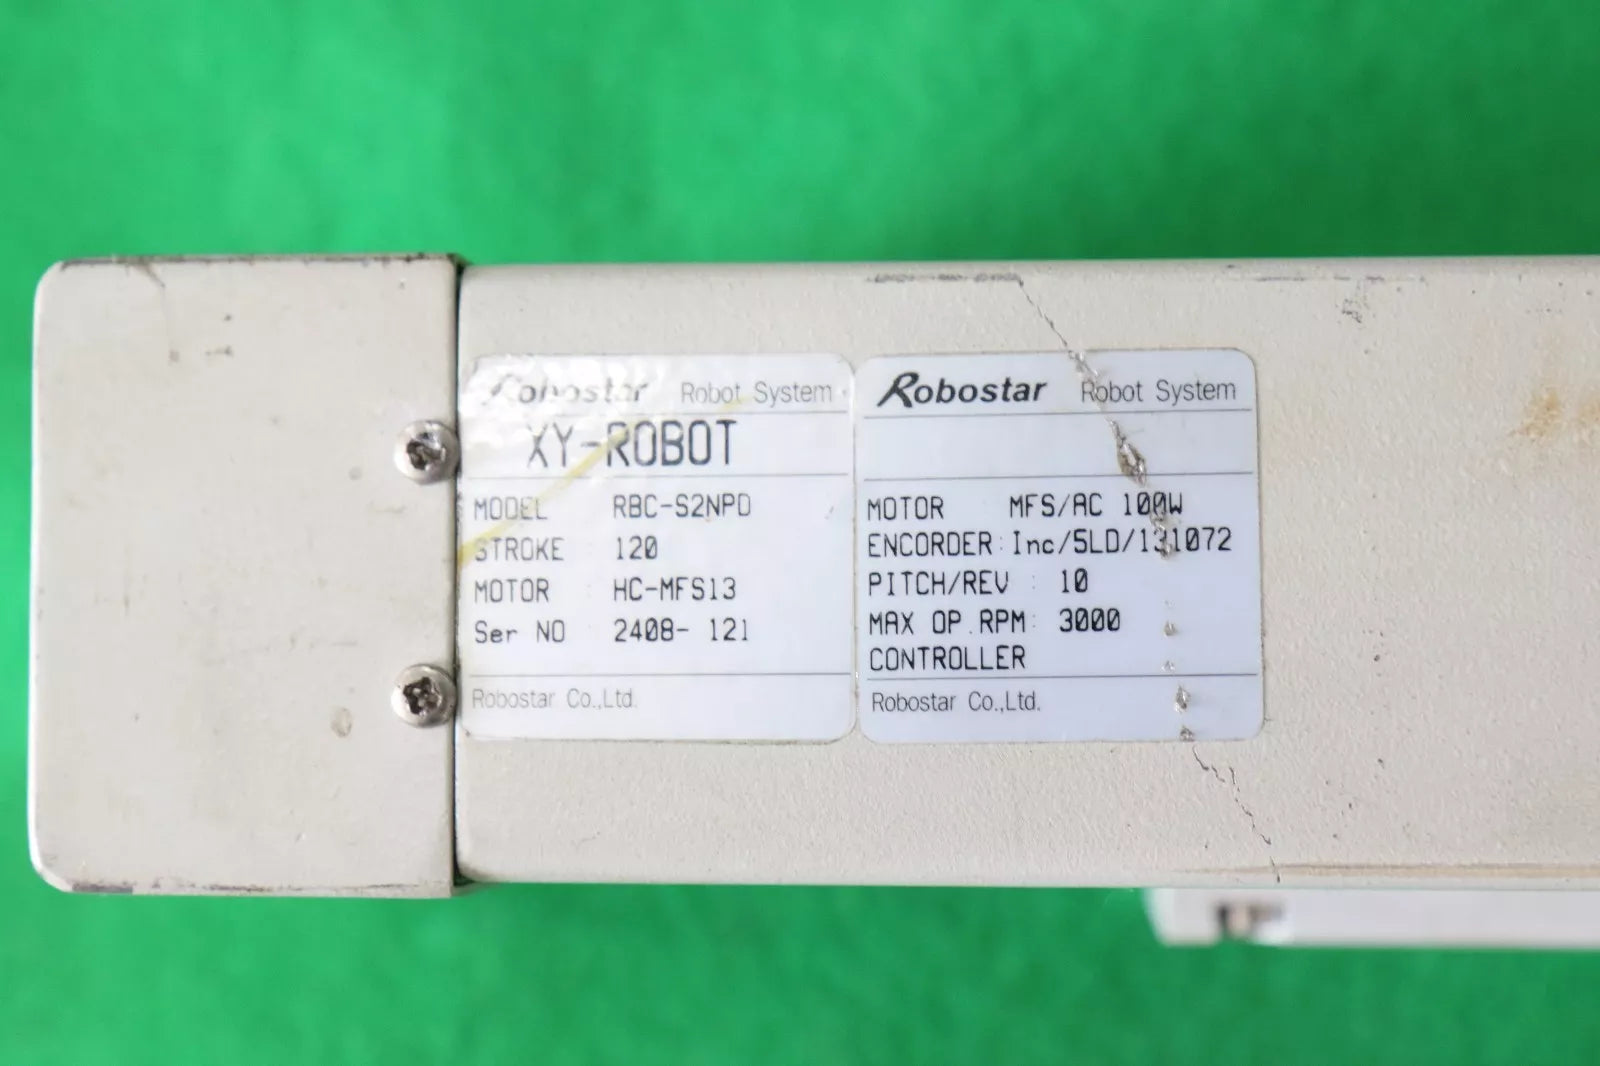 Robostar Robot System
XY-ROBOT
MODEL RBC-S2NPD
STROKE 120
MOTOR : HC-MFS13
Ser NO : 2408- 121
Robostar Co.,Ltd.
Robostar Robot System
MOTOR MFS/AC 100W
ENCORDER: Inc/5LD/131072
PITCH/REV : 10
MAX OP.RPM: 3000
CONTROLLER
Robostar Co.,Ltd.